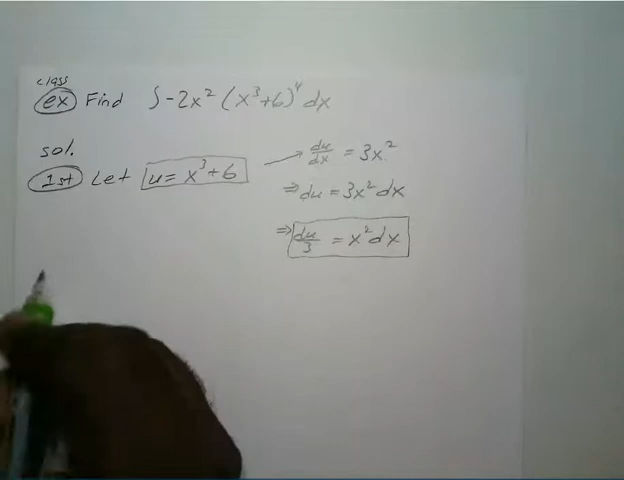 class
ex Find ∫ -2x² (x³+6)⁴ dx
sol.
1st Let u = x³+6
du/dx = 3x²
⇒ du = 3x² dx
⇒ du/3 = x² dx